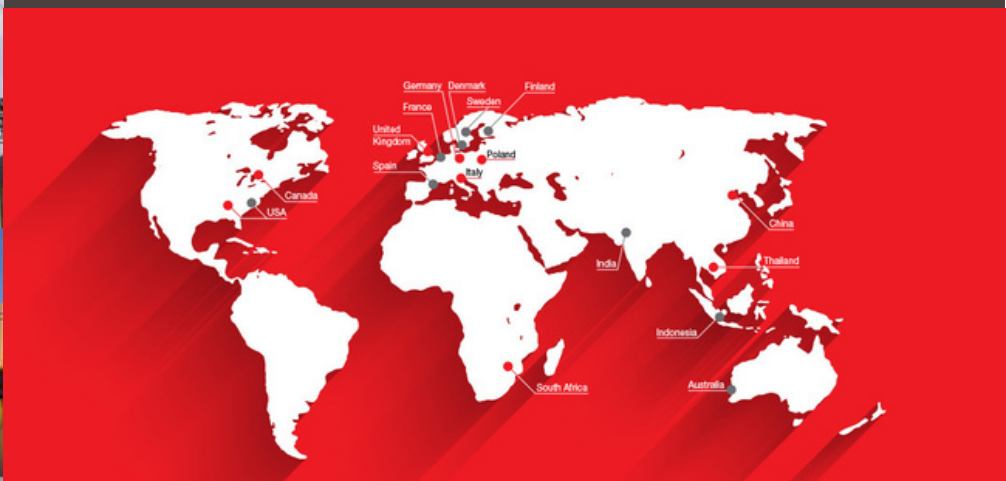 Germany
Denmark
Finland
Sweden
France
United
Kingdom
Poland
Spain
Italy
Canada
USA
China
India
Thailand
Indonesia
South Africa
Australia